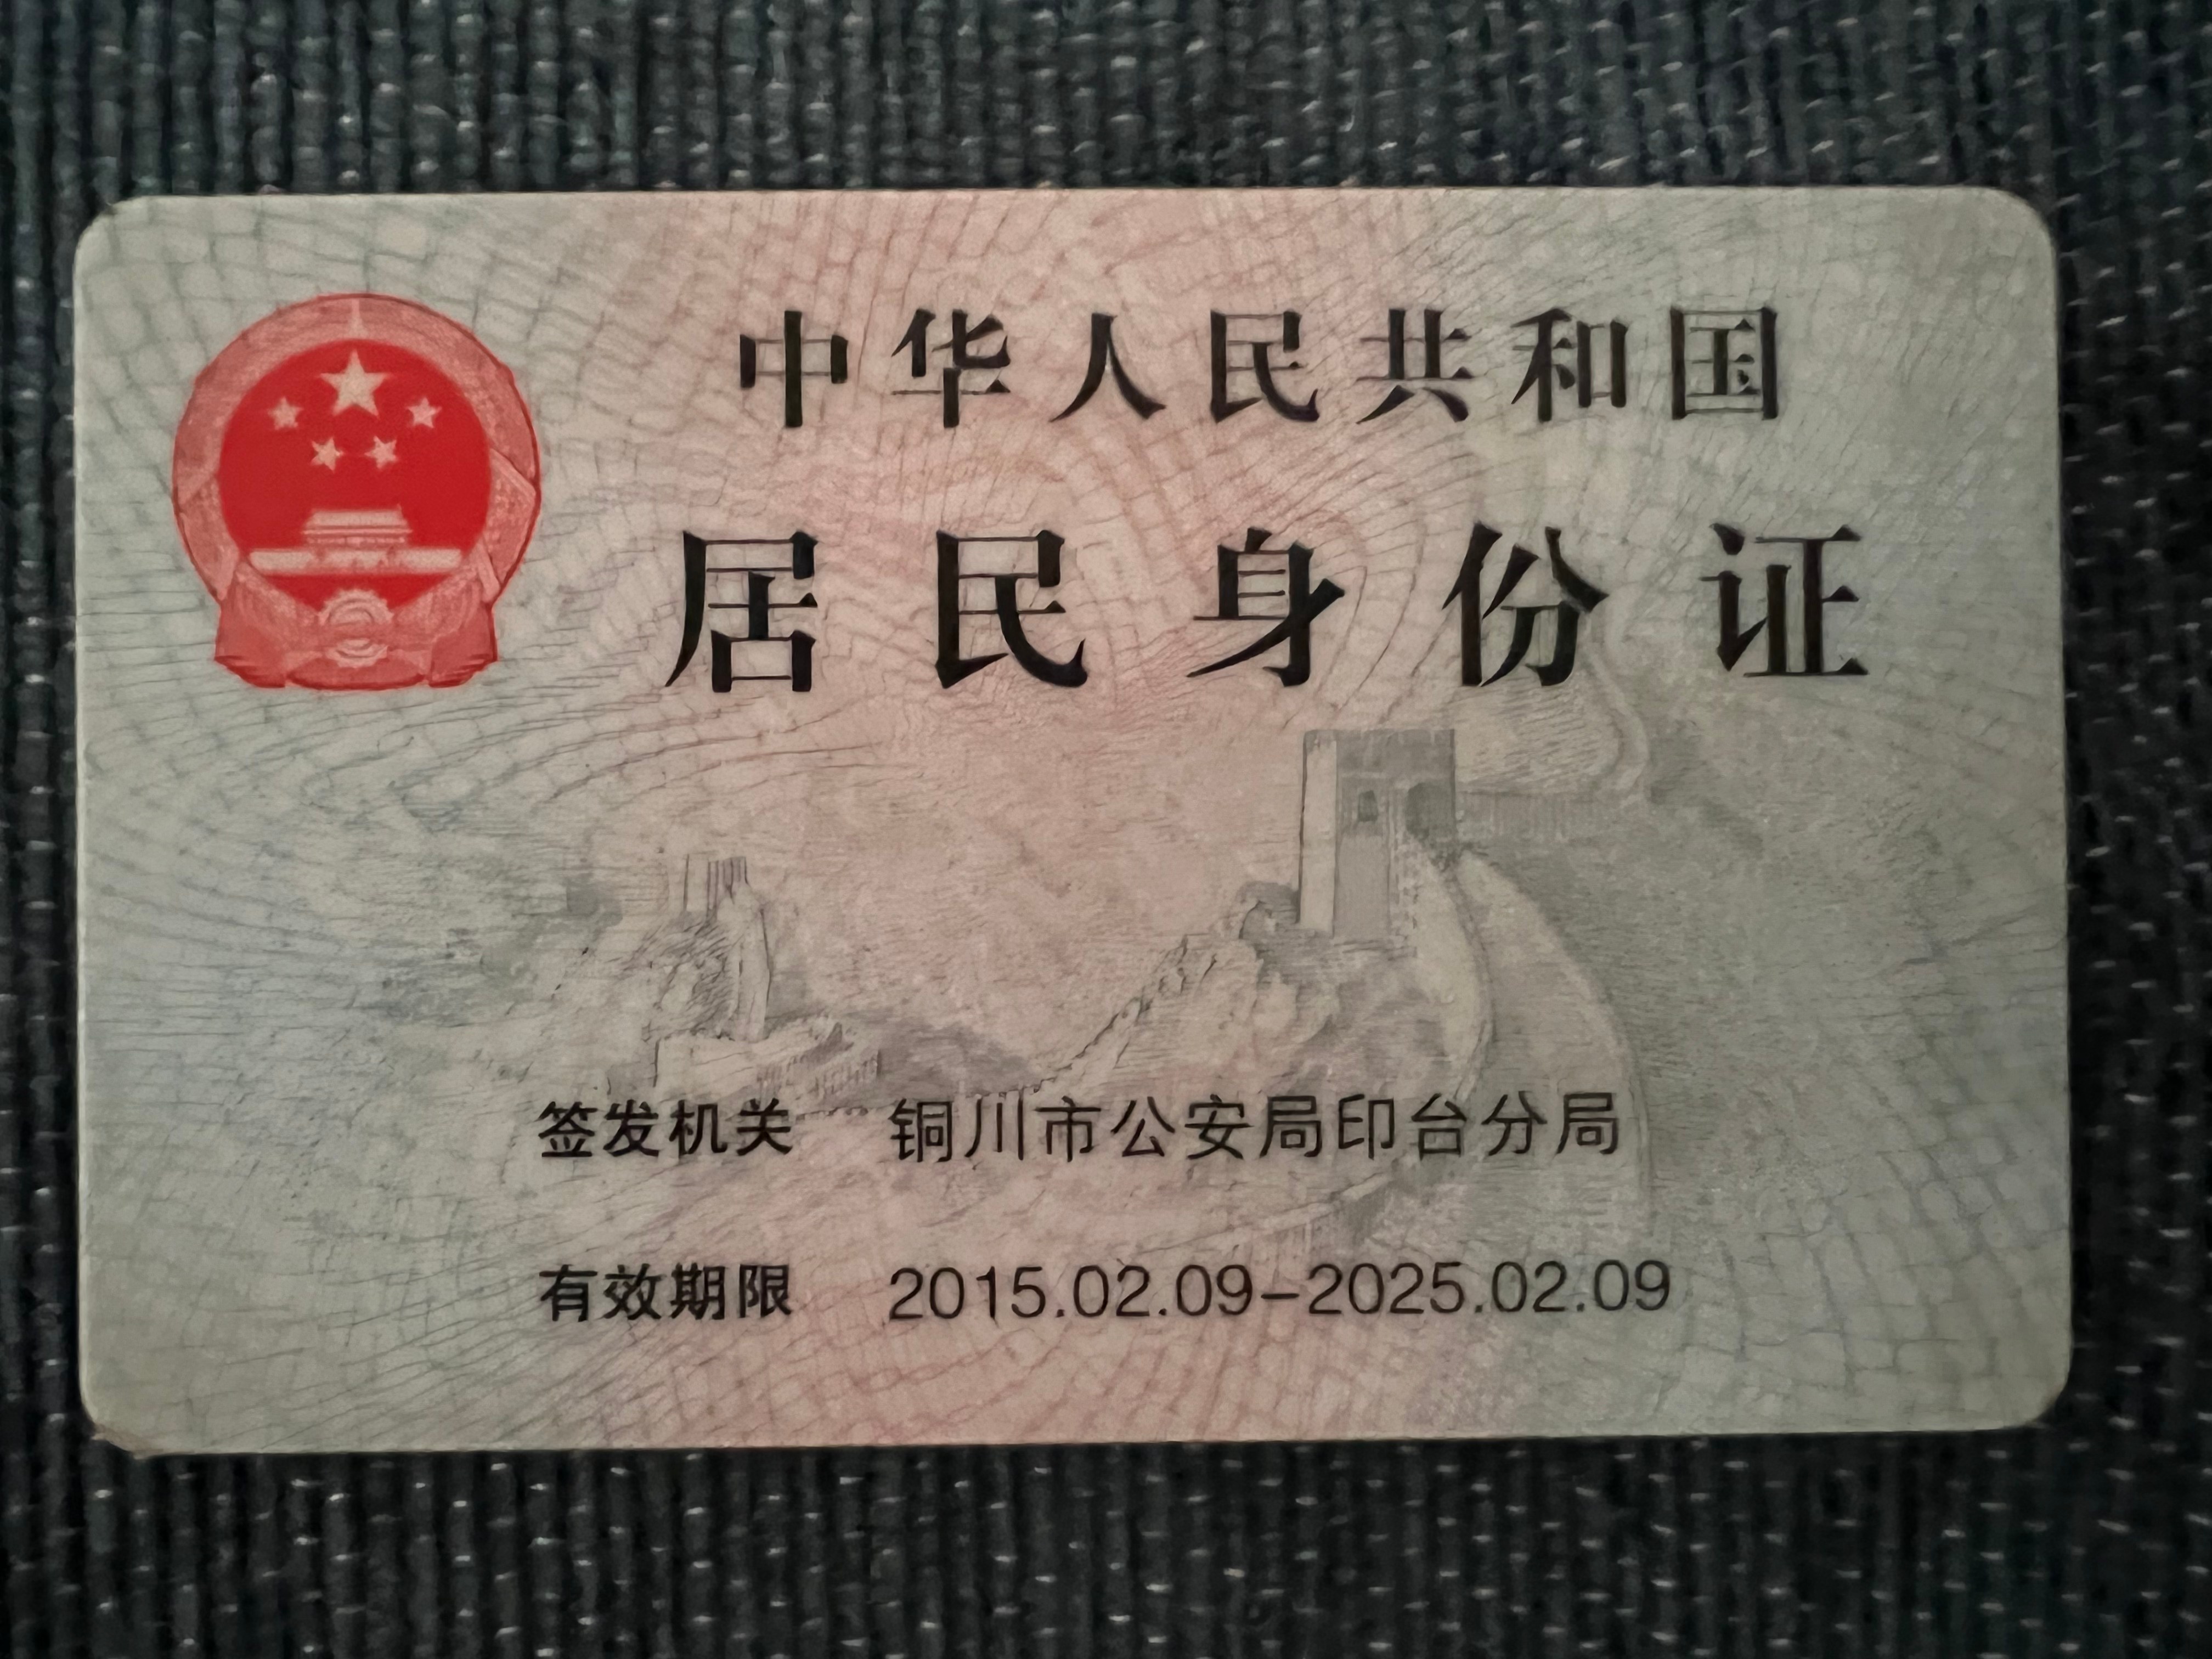 中华人民共和国
居民身份证
签发机关 铜川市公安局印台分局
有效期限 2015.02.09-2025.02.09